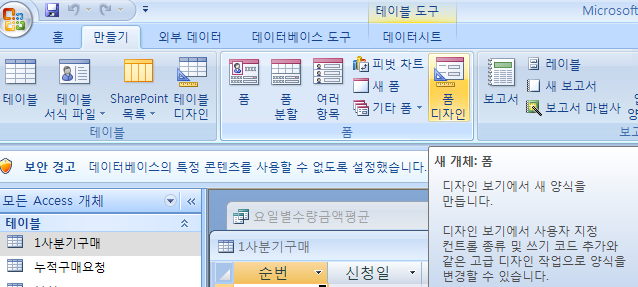 테이블 도구
Microsof
홈 만들기 외부 데이터 데이터베이스 도구 데이터시트
테이블
테이블 서식 파일
SharePoint 목록
테이블 디자인
테이블
폼
폼 분할
여러 항목
피벗 차트
새 폼
기타 폼
폼 디자인
폼
보고서
레이블
새 보고서
보고서 마법사
보고
보안 경고 데이터베이스의 특정 콘텐츠를 사용할 수 없도록 설정했습니다.
새 개체: 폼
디자인 보기에서 새 양식을
만듭니다.
디자인 보기에서 사용자 지정
컨트롤 종류 및 쓰기 코드 추가와
같은 고급 디자인 작업으로 양식을
변경할 수 있습니다.
모든 Access 개체
테이블
1사분기구매
누적구매요청
요일별수량금액평균
1사분기구매
순번 신청일